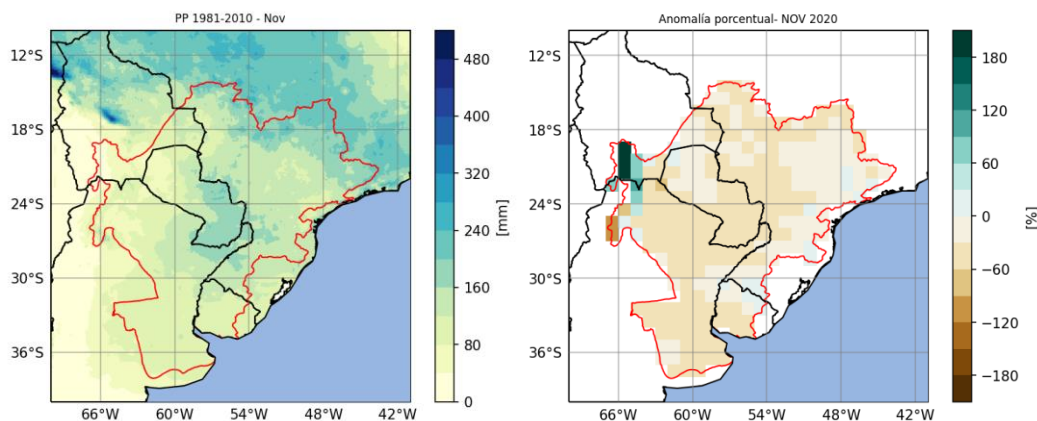 PP 1981-2010 - Nov
12°S
18°S
24°S
30°S
36°S
66°W
60°W
54°W
48°W
42°W
480
400
320
240
160
80
0
[mm]
Anomalía porcentual- NOV 2020
12°S
18°S
24°S
30°S
36°S
66°W
60°W
54°W
48°W
42°W
180
120
60
0
−60
−120
−180
[%]